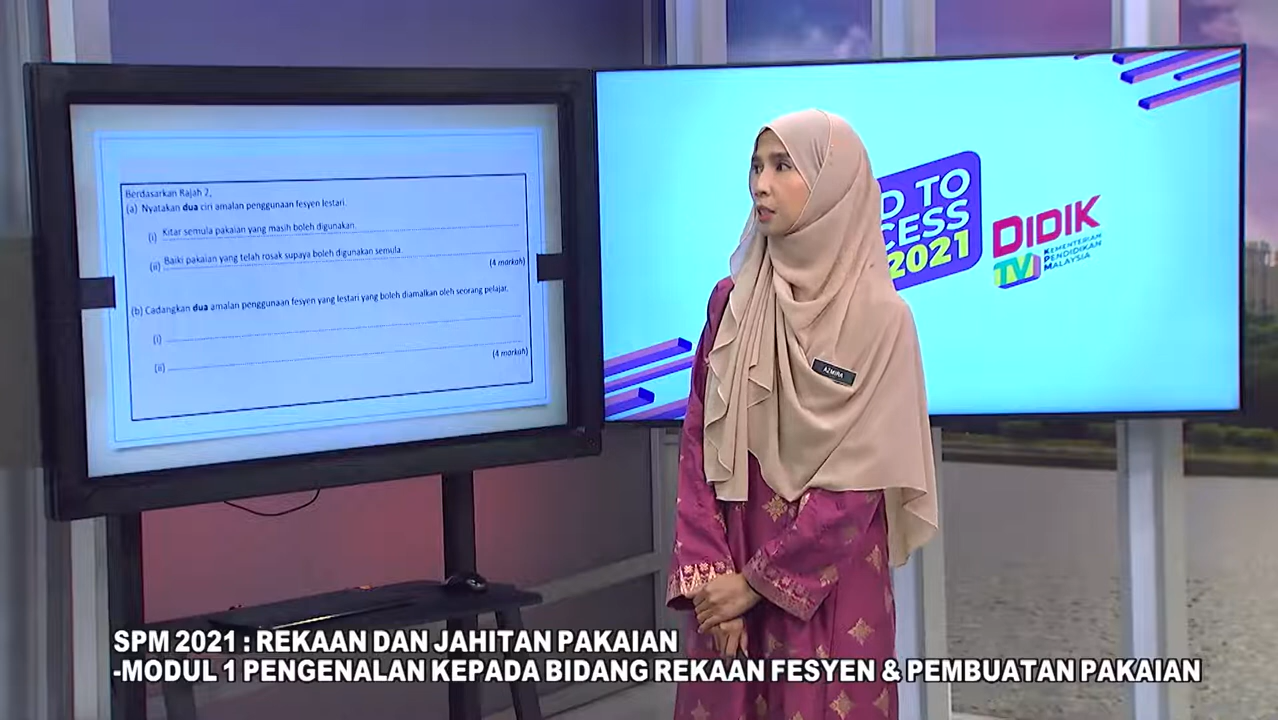 Berdasarkan Rajah 2,
(a) Nyatakan dua ciri amalan penggunaan fesyen lestari.
(i) Kitar semula pakaian yang masih boleh digunakan.
(ii) Baiki pakaian yang telah rosak supaya boleh digunakan semula.
(4 markah)
(b) Cadangkan dua amalan penggunaan fesyen yang lestari yang boleh diamalkan oleh seorang pelajar.
(i)
(ii)
(4 markah)
D TO
CESS
2021
DIDIK
TV
KEMENTERIAN
PENDIDIKAN
MALAYSIA
AZMIRA
SPM 2021 : REKAAN DAN JAHITAN PAKAIAN
-MODUL 1 PENGENALAN KEPADA BIDANG REKAAN FESYEN & PEMBUATAN PAKAIAN